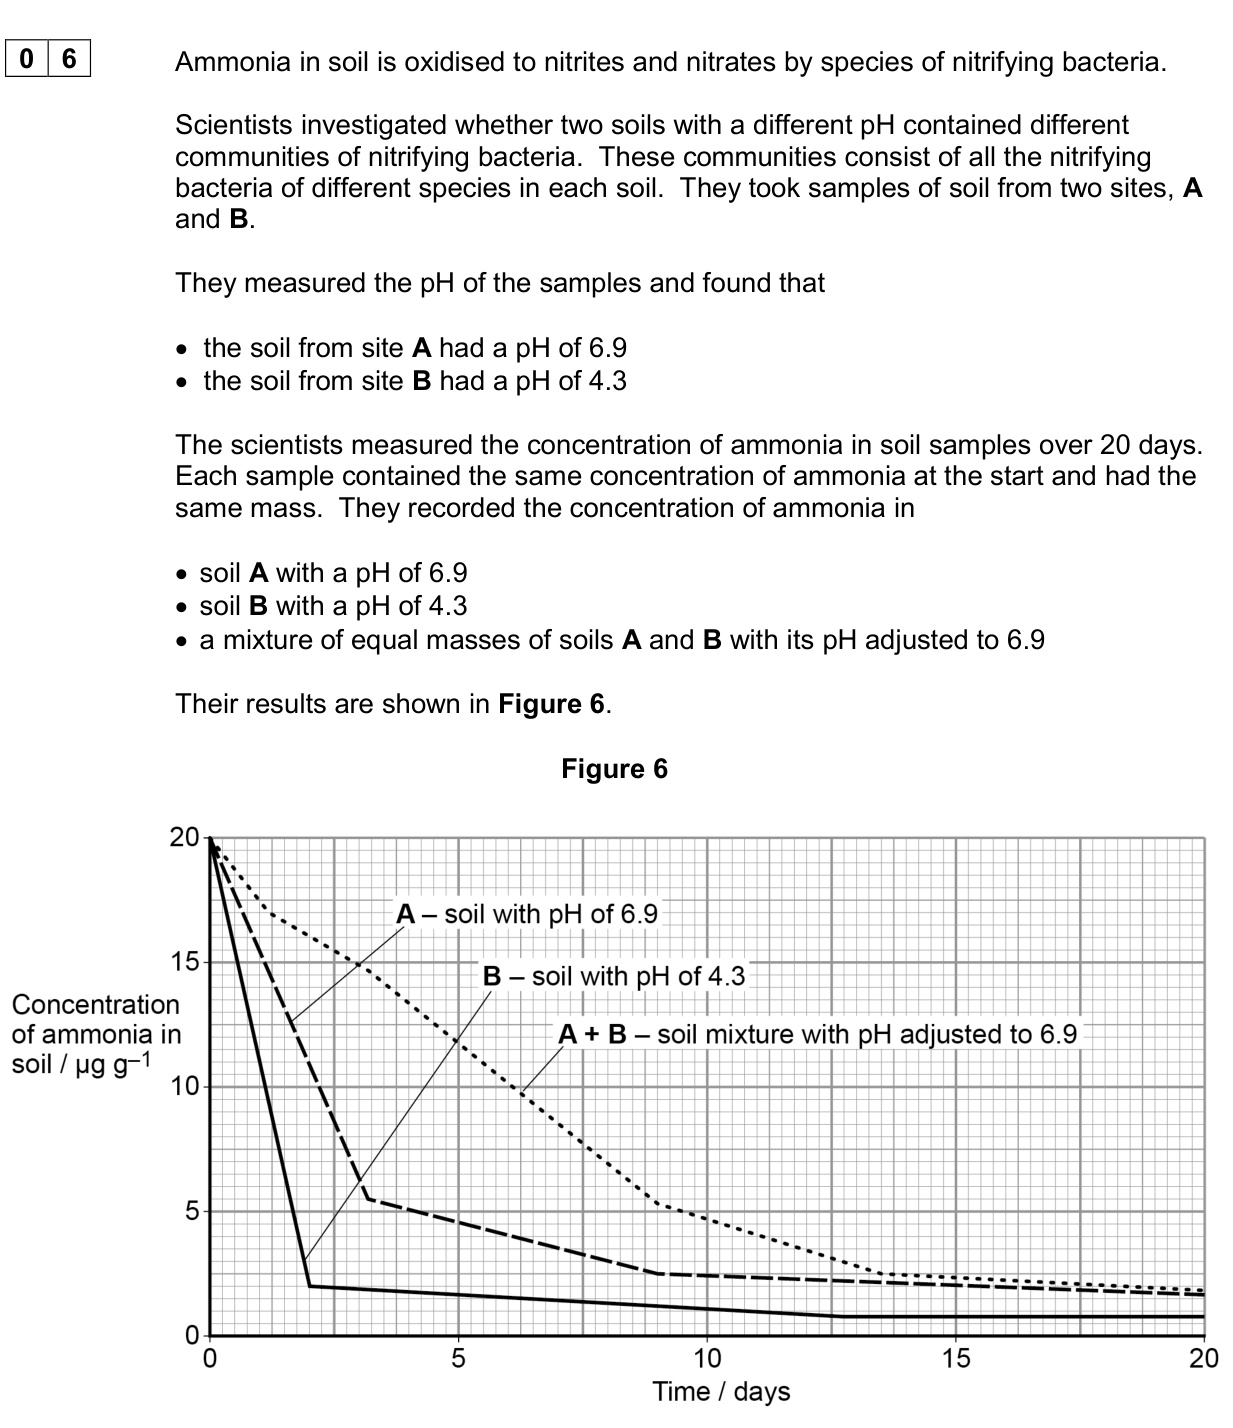 0 6
Ammonia in soil is oxidised to nitrites and nitrates by species of nitrifying bacteria.
Scientists investigated whether two soils with a different pH contained different
communities of nitrifying bacteria. These communities consist of all the nitrifying
bacteria of different species in each soil. They took samples of soil from two sites, A
and B.
They measured the pH of the samples and found that
• the soil from site A had a pH of 6.9
• the soil from site B had a pH of 4.3
The scientists measured the concentration of ammonia in soil samples over 20 days.
Each sample contained the same concentration of ammonia at the start and had the
same mass. They recorded the concentration of ammonia in
• soil A with a pH of 6.9
• soil B with a pH of 4.3
• a mixture of equal masses of soils A and B with its pH adjusted to 6.9
Their results are shown in Figure 6.
Figure 6
20
A – soil with pH of 6.9
15
B – soil with pH of 4.3
Concentration
of ammonia in
soil / µg g⁻¹
A + B – soil mixture with pH adjusted to 6.9
10
5
0
0 5 10 15 20
Time / days